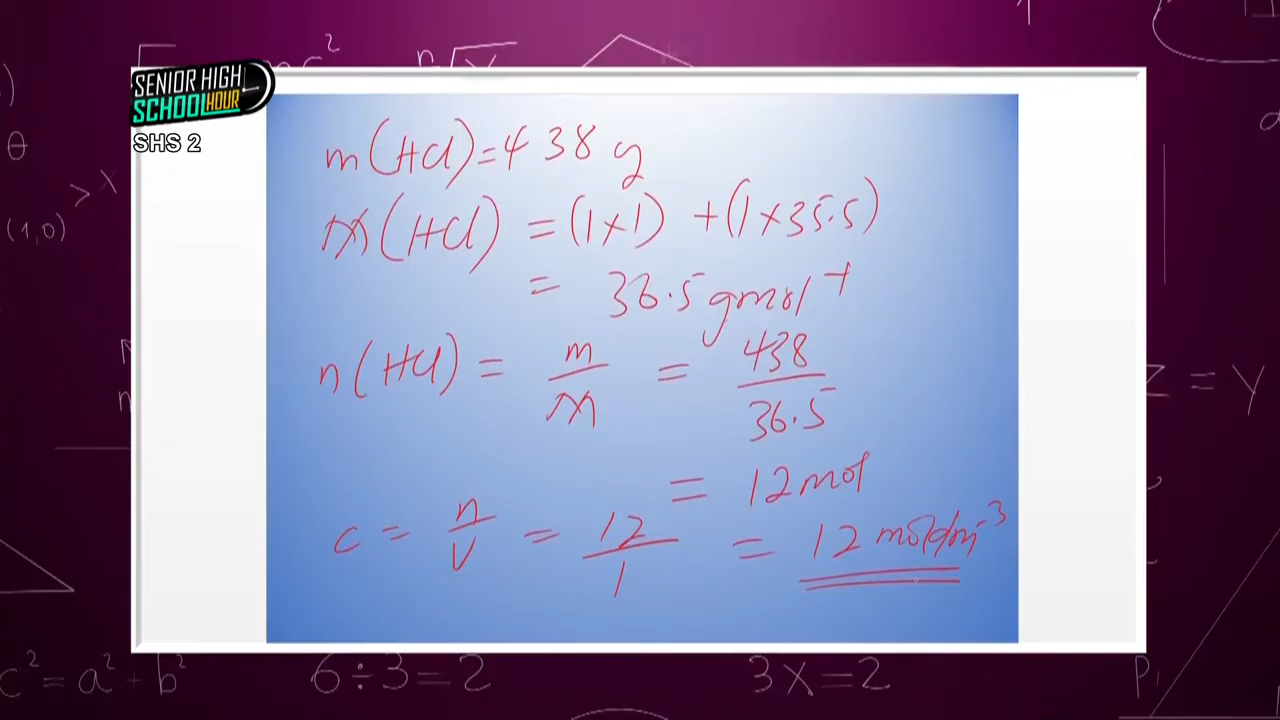 SENIOR HIGH
SCHOOL HOUR
SHS 2
m(HCl) = 438 g
M(HCl) = (1×1) + (1×35.5)
= 36.5 gmol⁻¹
n(HCl) = m/M = 438/36.5
= 12 mol
c = n/V = 12/1 = 12 moldm⁻³
n√x
θ
> x
(1,0)
Z = Y
c² = a² + b²
6÷3=2
3X=2
P₁